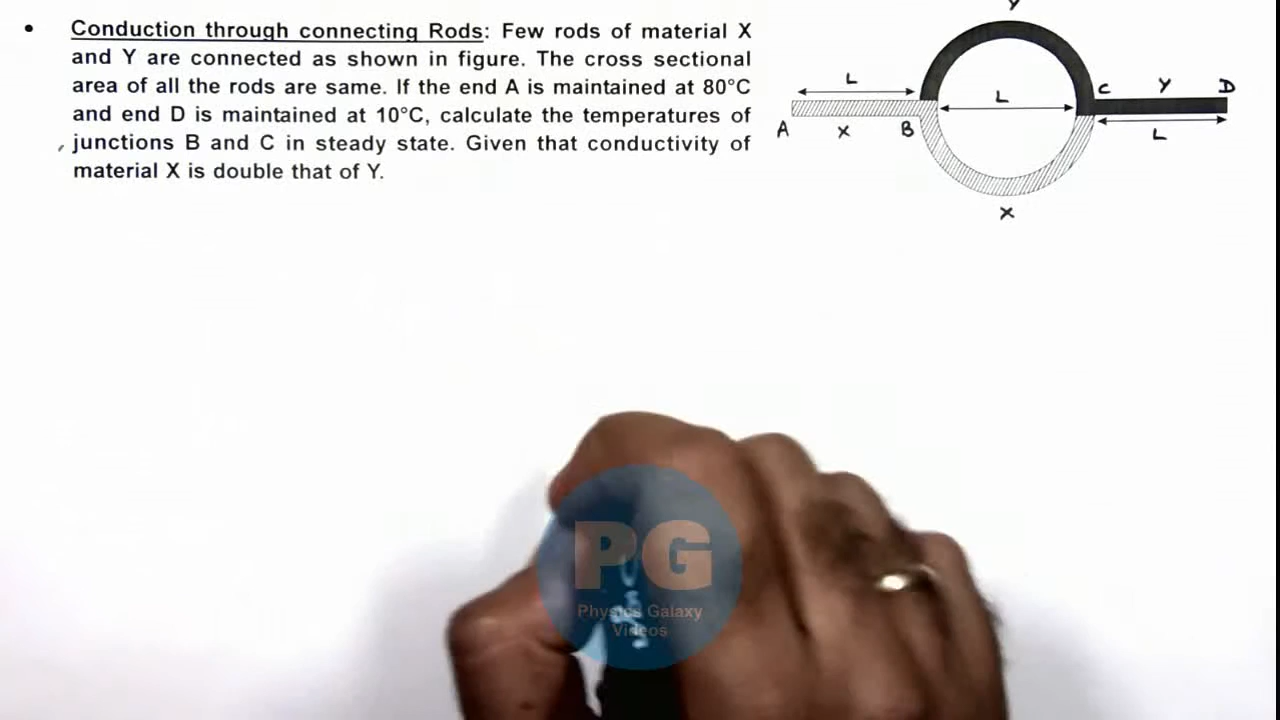 • Conduction through connecting Rods: Few rods of material X
and Y are connected as shown in figure. The cross sectional
area of all the rods are same. If the end A is maintained at 80°C
and end D is maintained at 10°C, calculate the temperatures of
junctions B and C in steady state. Given that conductivity of
material X is double that of Y.
Y
L
L
C
Y
D
A
X
B
L
X
PG
Physics Galaxy
Videos